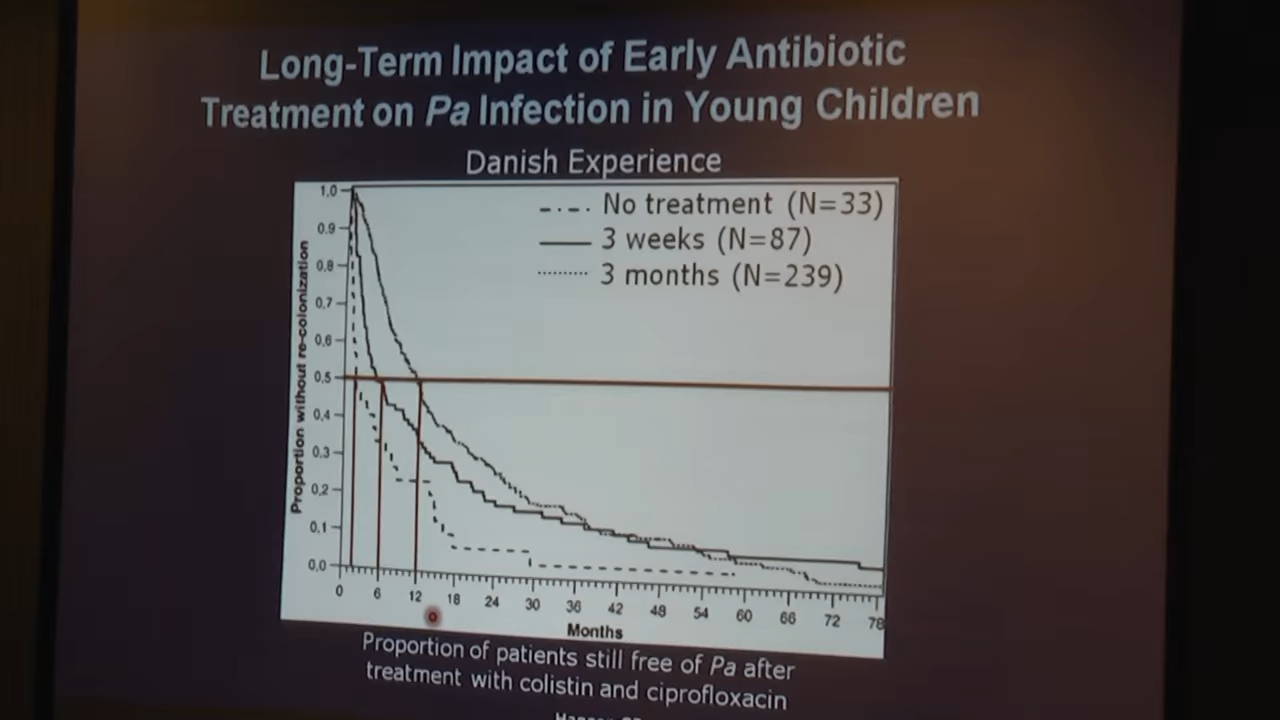 Long-Term Impact of Early Antibiotic
Treatment on Pa Infection in Young Children
Danish Experience
No treatment (N=33)
3 weeks (N=87)
3 months (N=239)
Proportion without re-colonization
1,0
0.9
0,8
0,7
0,6
0,5
0,4
0.3
0,2
0,1
0,0
0 6 12 18 24 30 36 42 48 54 60 66 72 78
Months
Proportion of patients still free of Pa after
treatment with colistin and ciprofloxacin